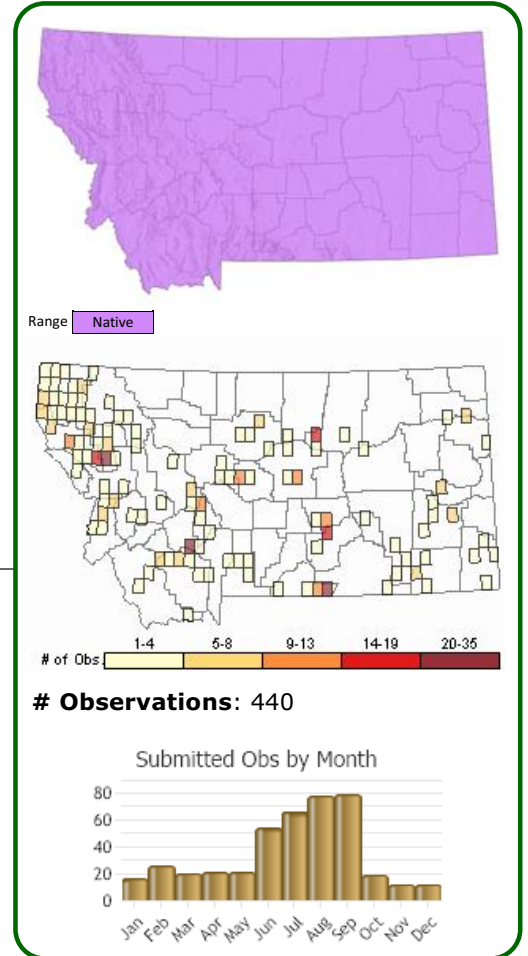 Range Native
1-4 5-8 9-13 14-19 20-35
# of Obs.
# Observations: 440
Submitted Obs by Month
80
60
40
20
0
Jan Feb Mar Apr May Jun Jul Aug Sep Oct Nov Dec